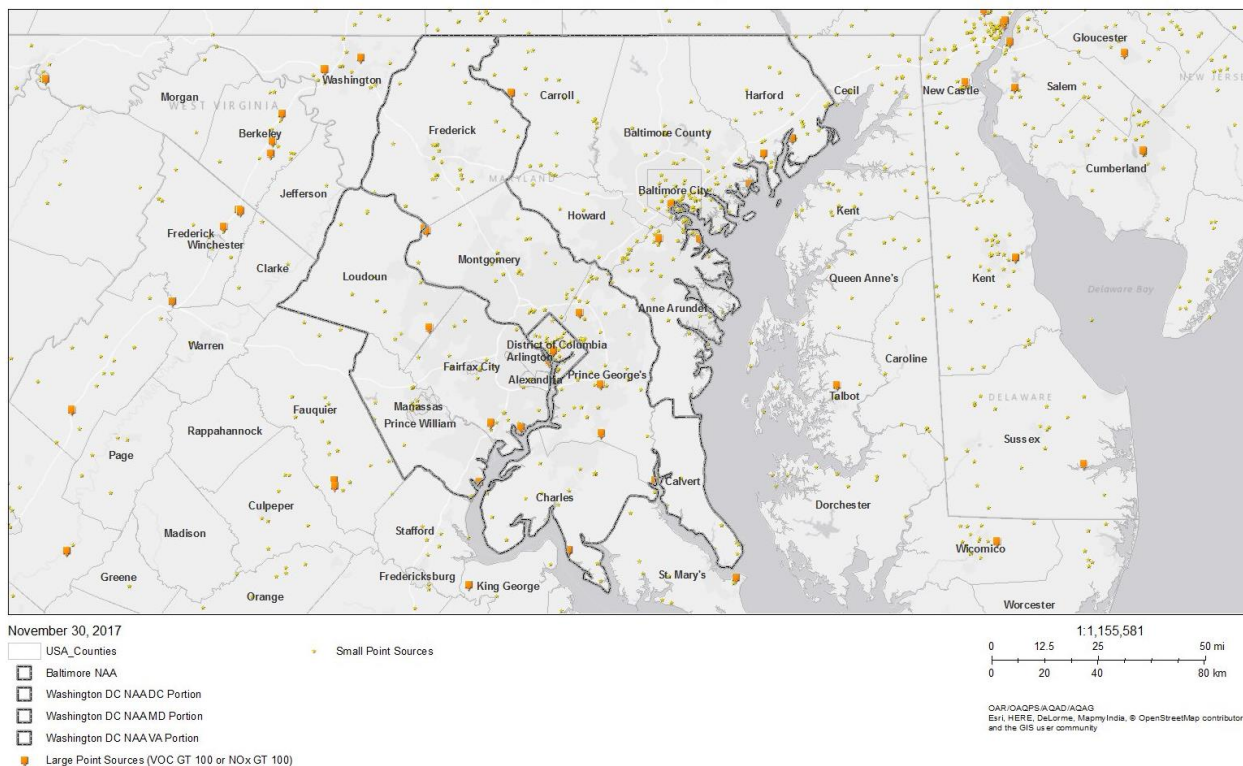 Gloucester
Washington
Morgan
WEST VIRGINIA
Carroll
Harford
Cecil
New Castle
Salem
NEW JERSEY
Berkeley
Frederick
Baltimore County
MARYLAND
Cumberland
Jefferson
Baltimore City
Frederick
Winchester
Howard
Kent
Clarke
Loudoun
Montgomery
Queen Anne's
Kent
Delaware Bay
Anne Arundel
Warren
District of Columbia
Arlington
Caroline
Fairfax City
Alexandria
Prince George's
Talbot
DELAWARE
Fauquier
Manassas
Prince William
Rappahannock
Sussex
Page
Culpeper
Charles
Calvert
Dorchester
Madison
Stafford
Wicomico
Greene
Fredericksburg
King George
St. Mary's
Orange
Worcester
November 30, 2017
USA_Counties
Small Point Sources
Baltimore NAA
Washington DC NAA DC Portion
Washington DC NAA MD Portion
Washington DC NAA VA Portion
Large Point Sources (VOC GT 100 or NOx GT 100)
1:1,155,581
0 12.5 25 50 mi
0 20 40 80 km
OAR/OAQPS/AQAD/AQAG
Esri, HERE, DeLorme, MapmyIndia, © OpenStreetMap contributor
and the GIS user community